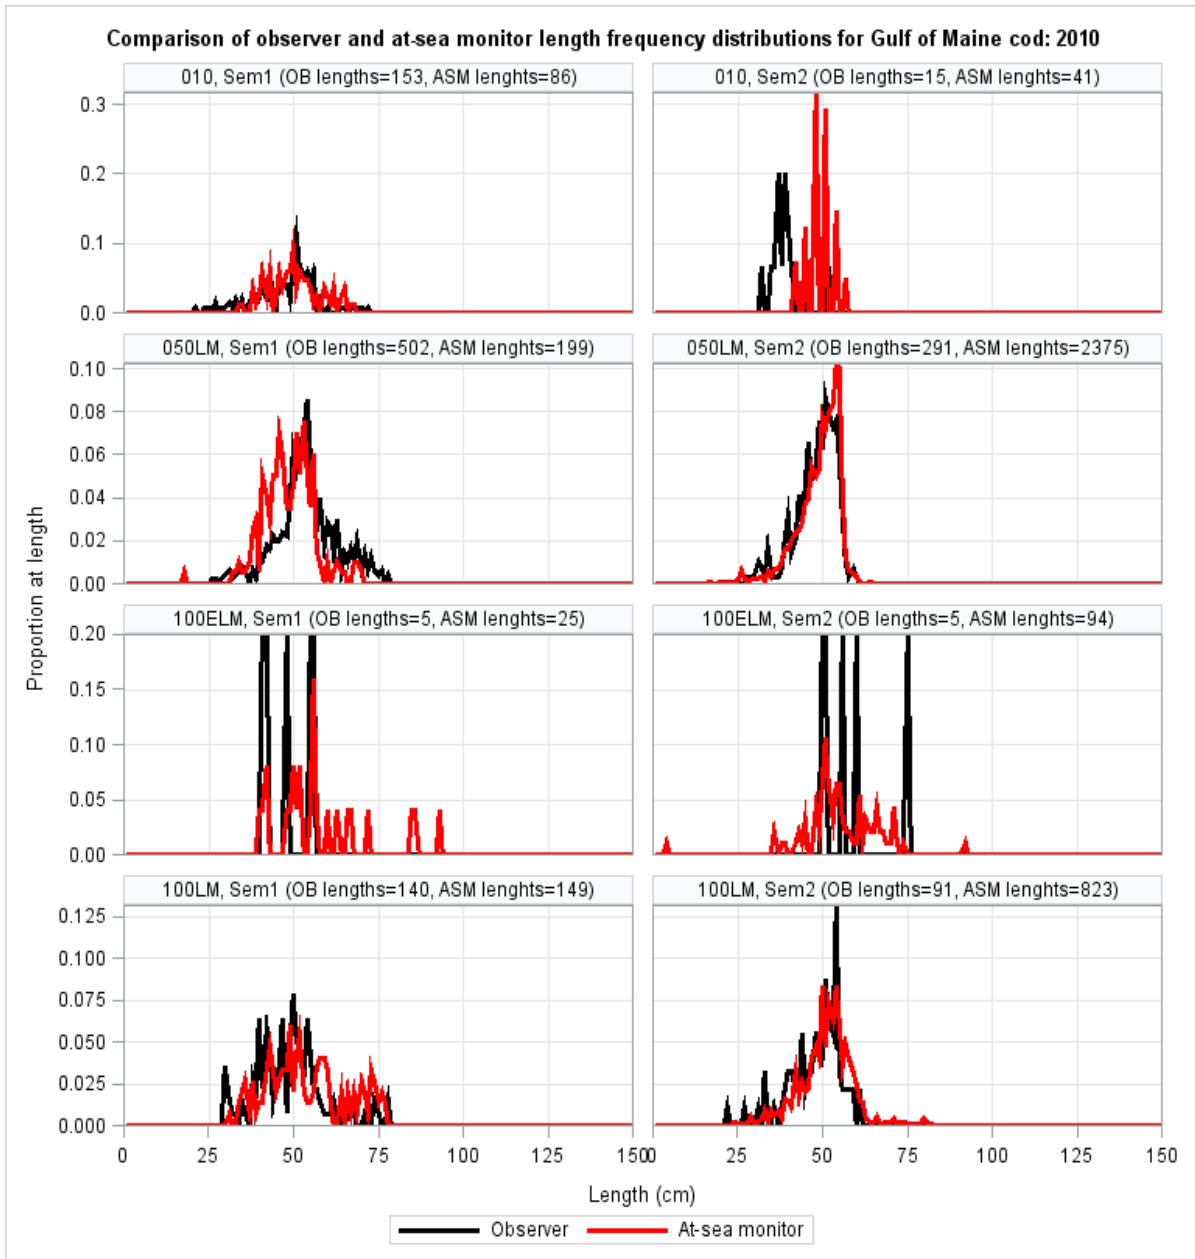 Comparison of observer and at-sea monitor length frequency distributions for Gulf of Maine cod: 2010
010, Sem1 (OB lengths=153, ASM lenghts=86)
010, Sem2 (OB lengths=15, ASM lenghts=41)
0.3
0.2
0.1
0.0
050LM, Sem1 (OB lengths=502, ASM lenghts=199)
050LM, Sem2 (OB lengths=291, ASM lenghts=2375)
0.10
0.08
0.06
0.04
0.02
0.00
Proportion at length
100ELM, Sem1 (OB lengths=5, ASM lenghts=25)
100ELM, Sem2 (OB lengths=5, ASM lenghts=94)
0.20
0.15
0.10
0.05
0.00
100LM, Sem1 (OB lengths=140, ASM lenghts=149)
100LM, Sem2 (OB lengths=91, ASM lenghts=823)
0.125
0.100
0.075
0.050
0.025
0.000
0 25 50 75 100 125 150
0 25 50 75 100 125 150
Length (cm)
Observer At-sea monitor